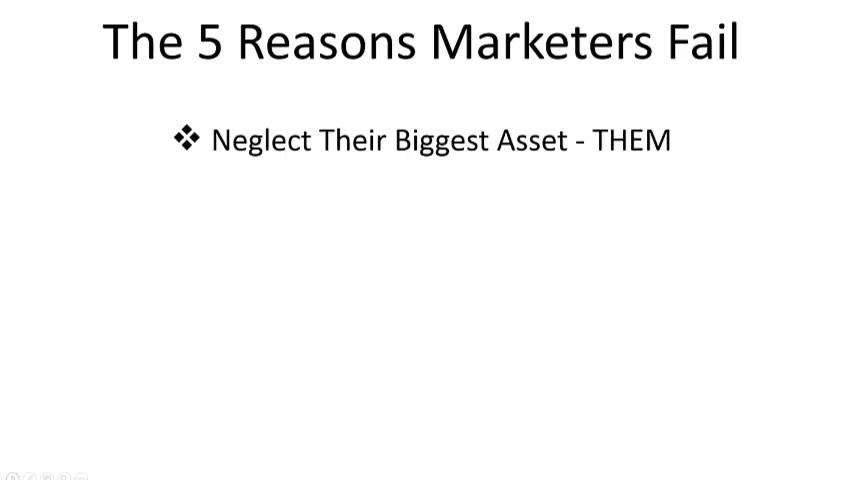 The 5 Reasons Marketers Fail
❖ Neglect Their Biggest Asset - THEM